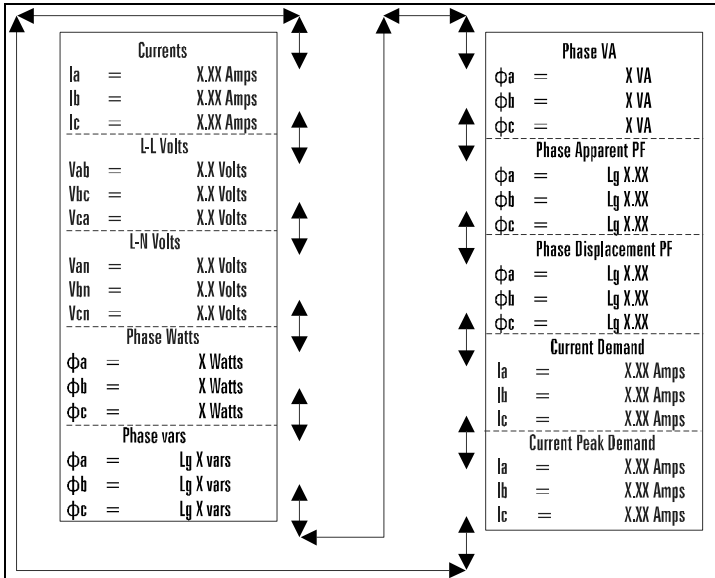 Currents
Ia = X.XX Amps
Ib = X.XX Amps
Ic = X.XX Amps
L-L Volts
Vab = X.X Volts
Vbc = X.X Volts
Vca = X.X Volts
L-N Volts
Van = X.X Volts
Vbn = X.X Volts
Vcn = X.X Volts
Phase Watts
ϕa = X Watts
ϕb = X Watts
ϕc = X Watts
Phase vars
ϕa = Lg X vars
ϕb = Lg X vars
ϕc = Lg X vars
Phase VA
ϕa = X VA
ϕb = X VA
ϕc = X VA
Phase Apparent PF
ϕa = Lg X.XX
ϕb = Lg X.XX
ϕc = Lg X.XX
Phase Displacement PF
ϕa = Lg X.XX
ϕb = Lg X.XX
ϕc = Lg X.XX
Current Demand
Ia = X.XX Amps
Ib = X.XX Amps
Ic = X.XX Amps
Current Peak Demand
Ia = X.XX Amps
Ib = X.XX Amps
Ic = X.XX Amps